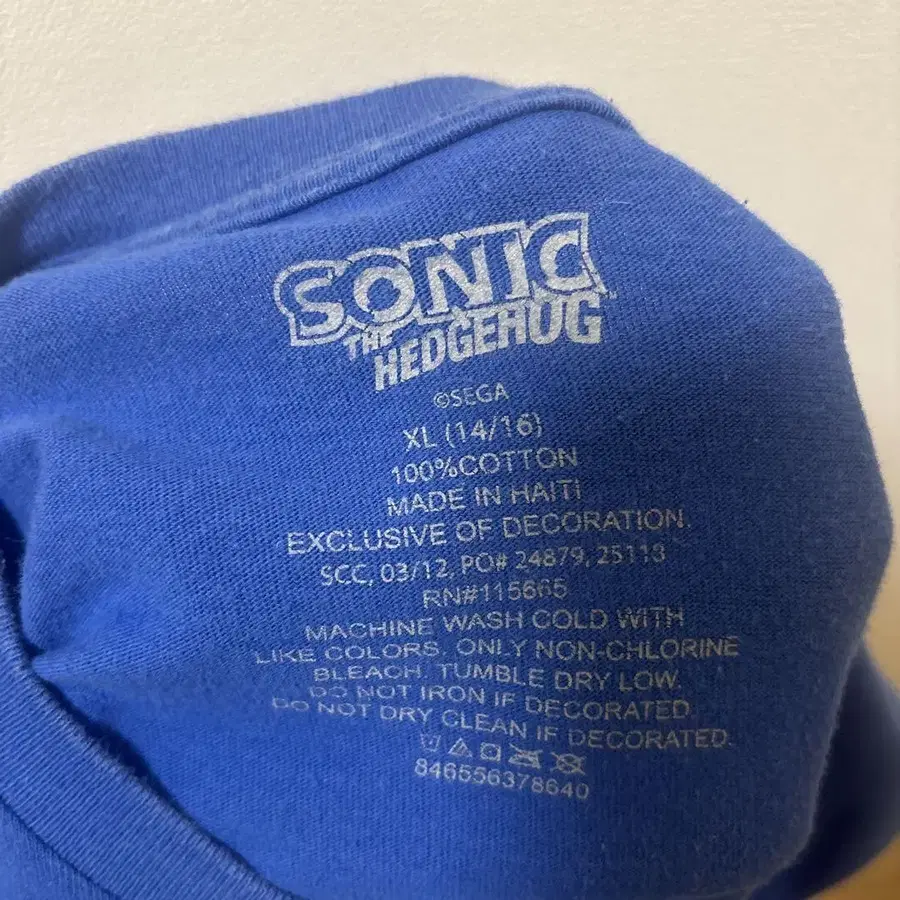 SONIC
THE
HEDGEHOG™
©SEGA
XL (14/16)
100%COTTON
MADE IN HAITI
EXCLUSIVE OF DECORATION.
SCC, 03/12, PO# 24879, 25118
RN#115665
MACHINE WASH COLD WITH
LIKE COLORS. ONLY NON-CHLORINE
BLEACH. TUMBLE DRY LOW.
DO NOT IRON IF DECORATED.
DO NOT DRY CLEAN IF DECORATED.
846556378640